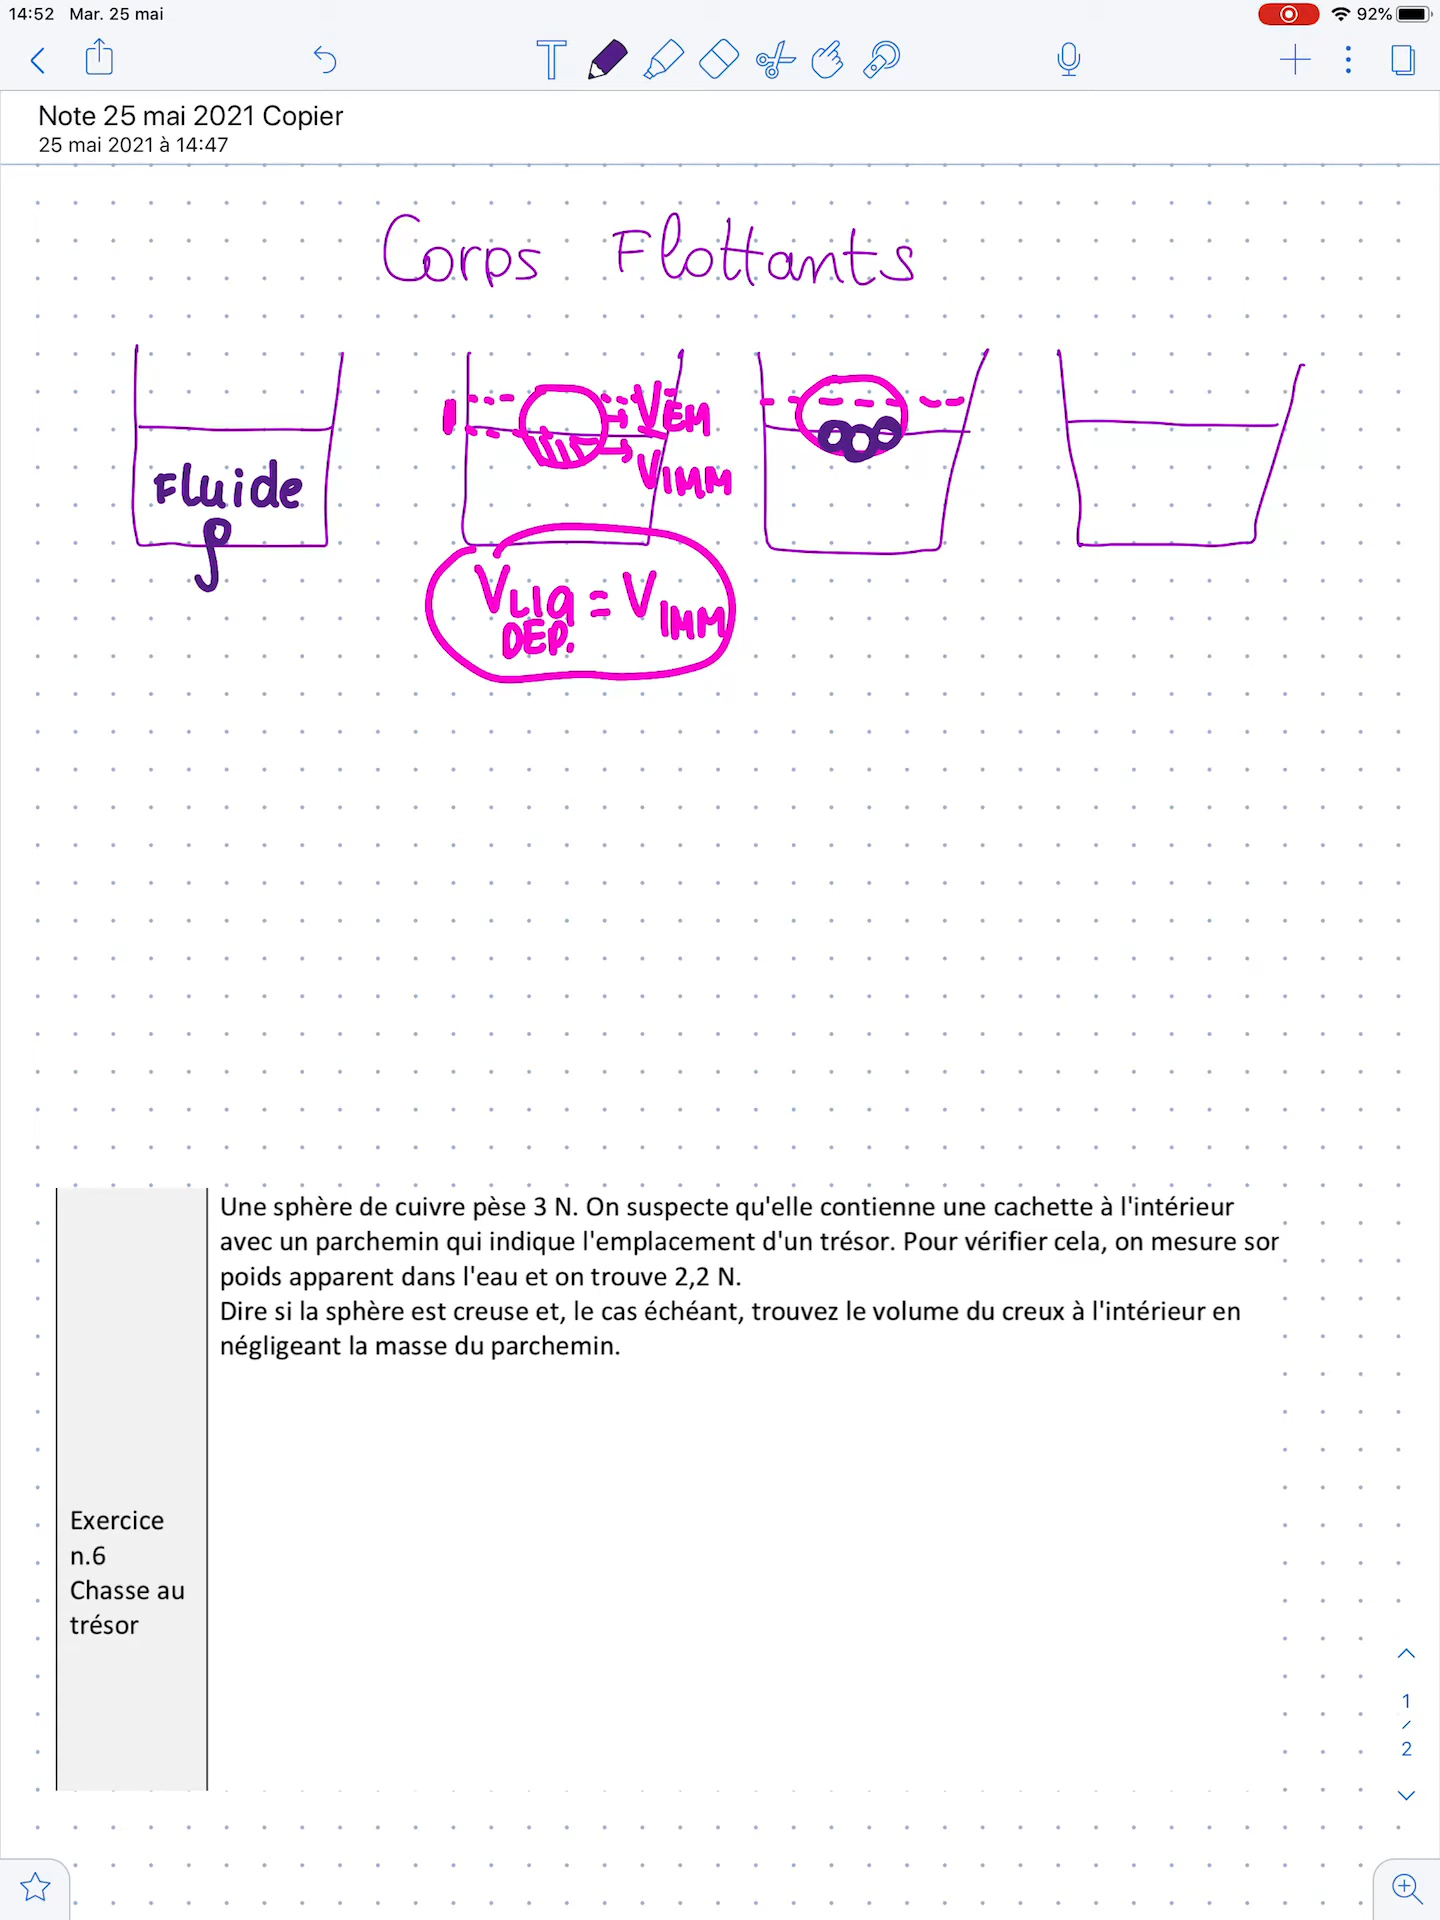 14:52 Mar. 25 mai
92%
Note 25 mai 2021 Copier
25 mai 2021 à 14:47
Corps Flottants
VÉM
Fluide
VIMM
ρ
VLIQ = VIMM
DEP.
Une sphère de cuivre pèse 3 N. On suspecte qu'elle contienne une cachette à l'intérieur
avec un parchemin qui indique l'emplacement d'un trésor. Pour vérifier cela, on mesure sor
poids apparent dans l'eau et on trouve 2,2 N.
Dire si la sphère est creuse et, le cas échéant, trouvez le volume du creux à l'intérieur en
négligeant la masse du parchemin.
Exercice
n.6
Chasse au
trésor
1
/
2